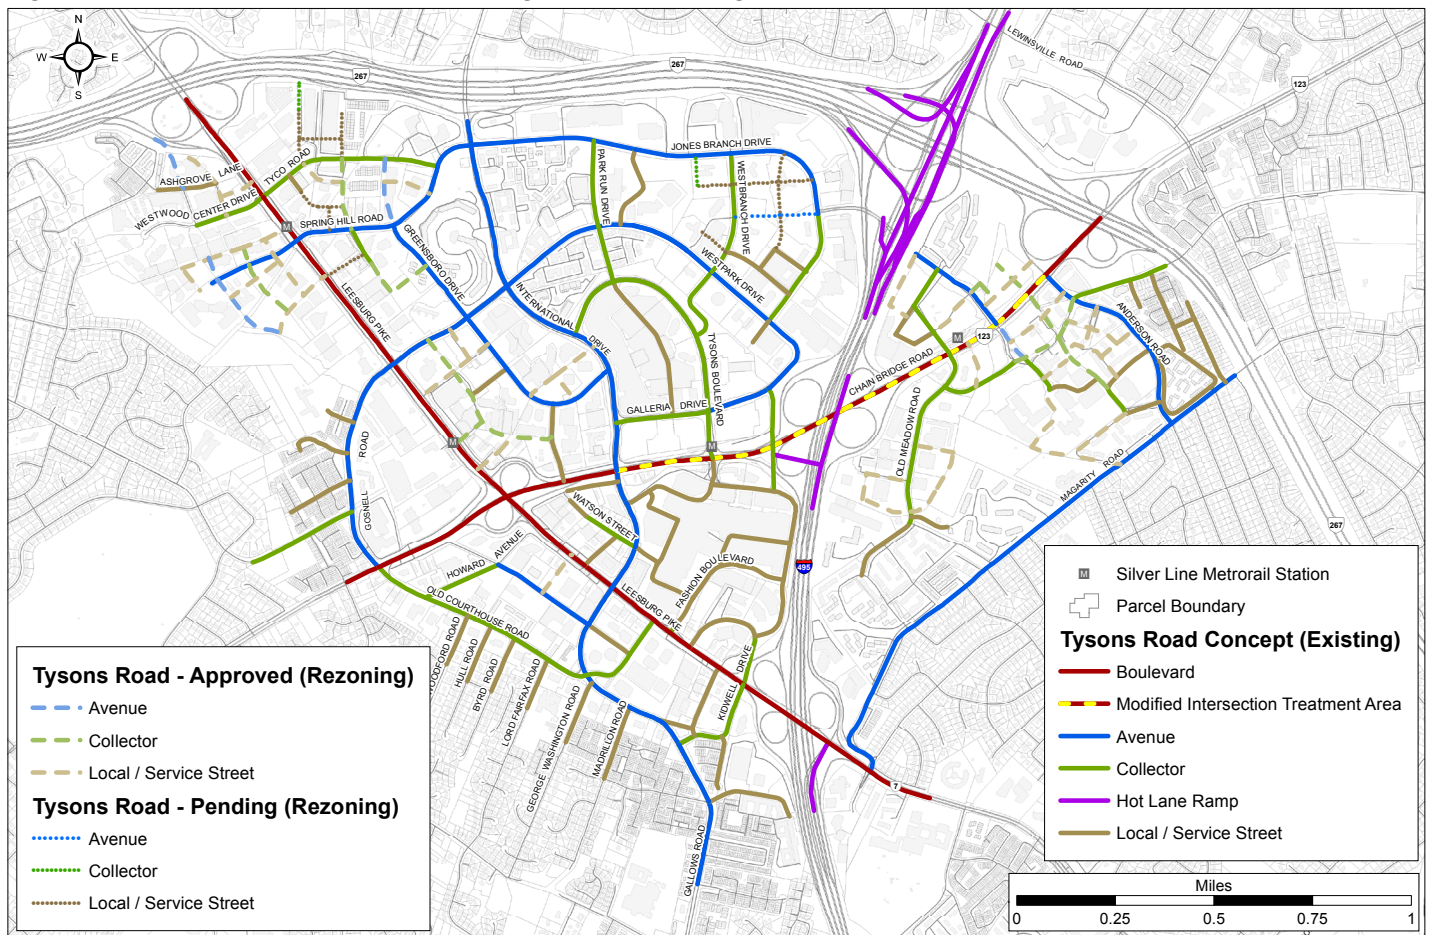 N
W E
S
267
267
LEWINSVILLE ROAD
123
JONES BRANCH DRIVE
ASHGROVE LANE
TYCO ROAD
WESTWOOD CENTER DRIVE
SPRING HILL ROAD
M
PARK RUN DRIVE
WESTBRANCH DRIVE
GREENSBORO DRIVE
WESTPARK DRIVE
LEESBURG PIKE
INTERNATIONAL DRIVE
TYSONS BOULEVARD
M
123
ANDERSON ROAD
CHAIN BRIDGE ROAD
GALLERIA DRIVE
OLD MEADOW ROAD
M
M
GOSNELL ROAD
MAGARITY ROAD
WATSON STREET
267
HOWARD AVENUE
FASHION BOULEVARD
495
OLD COURTHOUSE ROAD
LEESBURG PIKE
HULL ROAD
BYRD ROAD
LORD FAIRFAX ROAD
GEORGE WASHINGTON ROAD
MADRILLON ROAD
KIDWELL DRIVE
GALLOWS ROAD
7
Tysons Road - Approved (Rezoning)
Avenue
Collector
Local / Service Street
Tysons Road - Pending (Rezoning)
Avenue
Collector
Local / Service Street
M Silver Line Metrorail Station
Parcel Boundary
Tysons Road Concept (Existing)
Boulevard
Modified Intersection Treatment Area
Avenue
Collector
Hot Lane Ramp
Local / Service Street
Miles
0 0.25 0.5 0.75 1